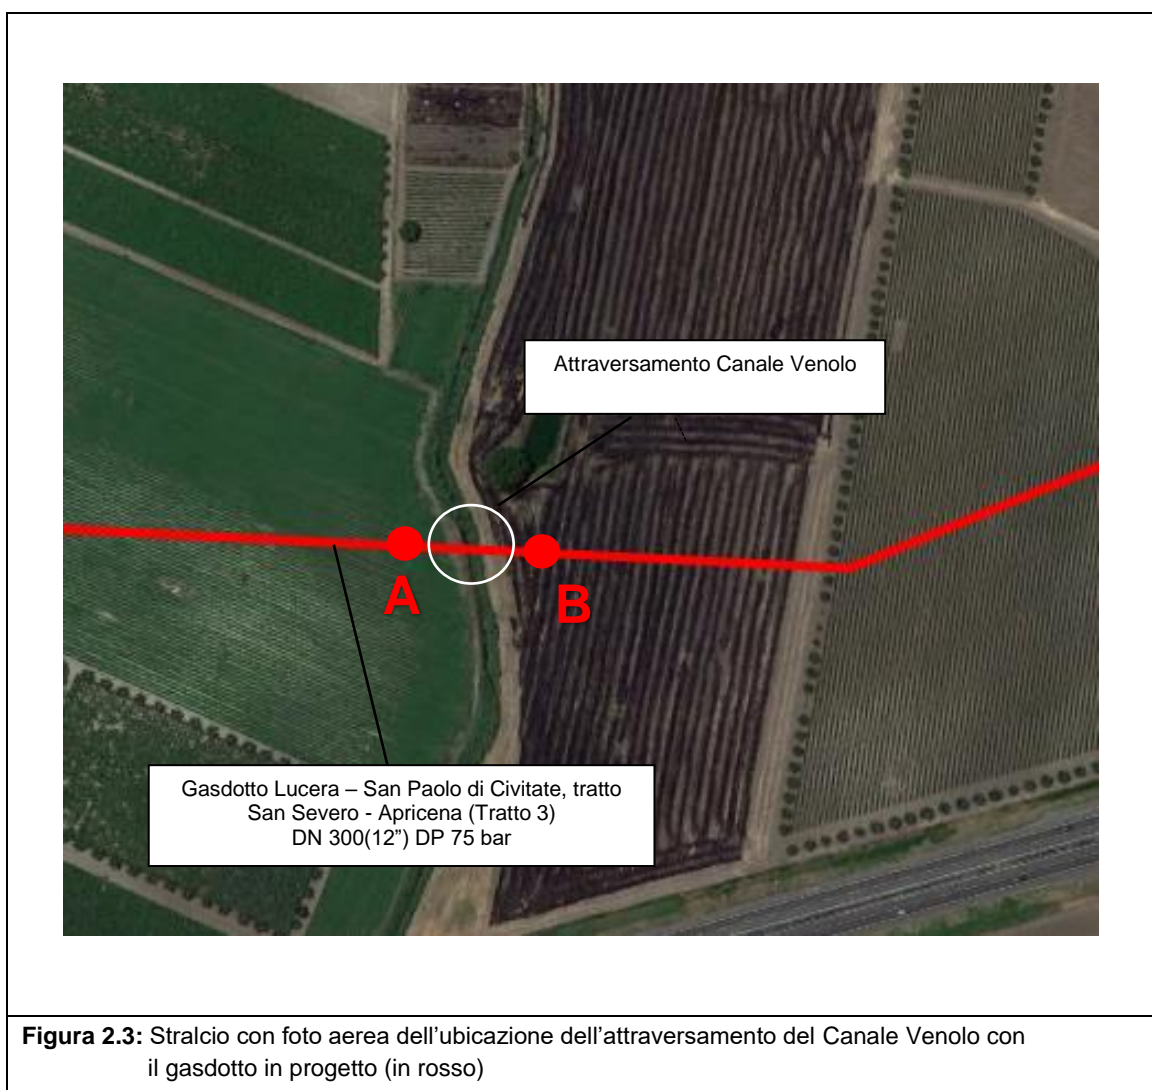 Attraversamento Canale Venolo
A
B
Gasdotto Lucera – San Paolo di Civitate, tratto
San Severo - Apricena (Tratto 3)
DN 300(12”) DP 75 bar
Figura 2.3: Stralcio con foto aerea dell’ubicazione dell’attraversamento del Canale Venolo con
il gasdotto in progetto (in rosso)